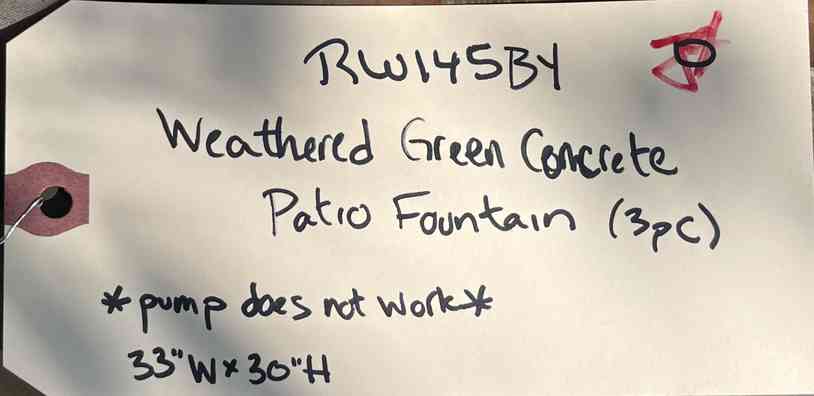 RW145BY
Weathered Green Concrete
Patio Fountain (3pc)
*pump does not work*
33"W x 30"H